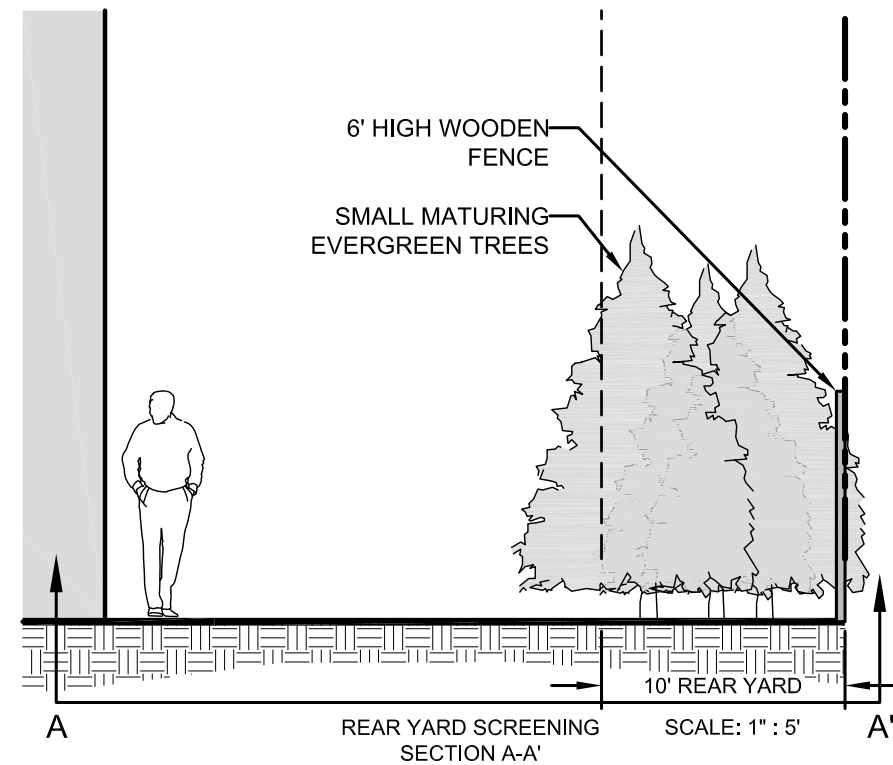 6' HIGH WOODEN
FENCE
SMALL MATURING
EVERGREEN TREES
10' REAR YARD
A
REAR YARD SCREENING
SECTION A-A'
SCALE: 1" : 5'
A'